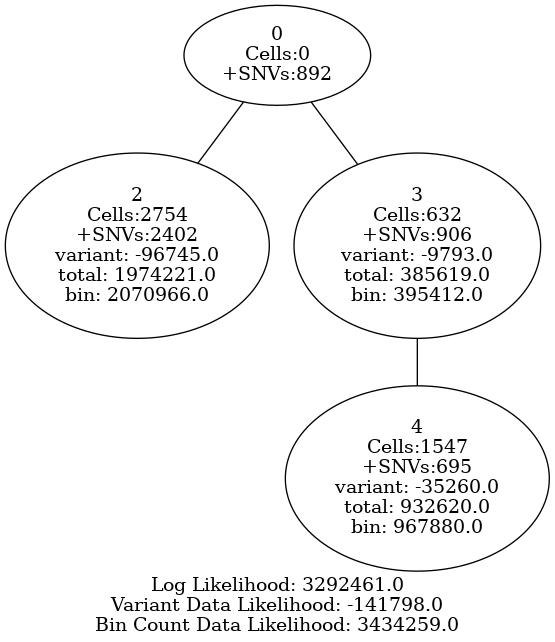 0
Cells:0
+SNVs:892
2
Cells:2754
+SNVs:2402
variant: -96745.0
total: 1974221.0
bin: 2070966.0
3
Cells:632
+SNVs:906
variant: -9793.0
total: 385619.0
bin: 395412.0
4
Cells:1547
+SNVs:695
variant: -35260.0
total: 932620.0
bin: 967880.0
Log Likelihood: 3292461.0
Variant Data Likelihood: -141798.0
Bin Count Data Likelihood: 3434259.0